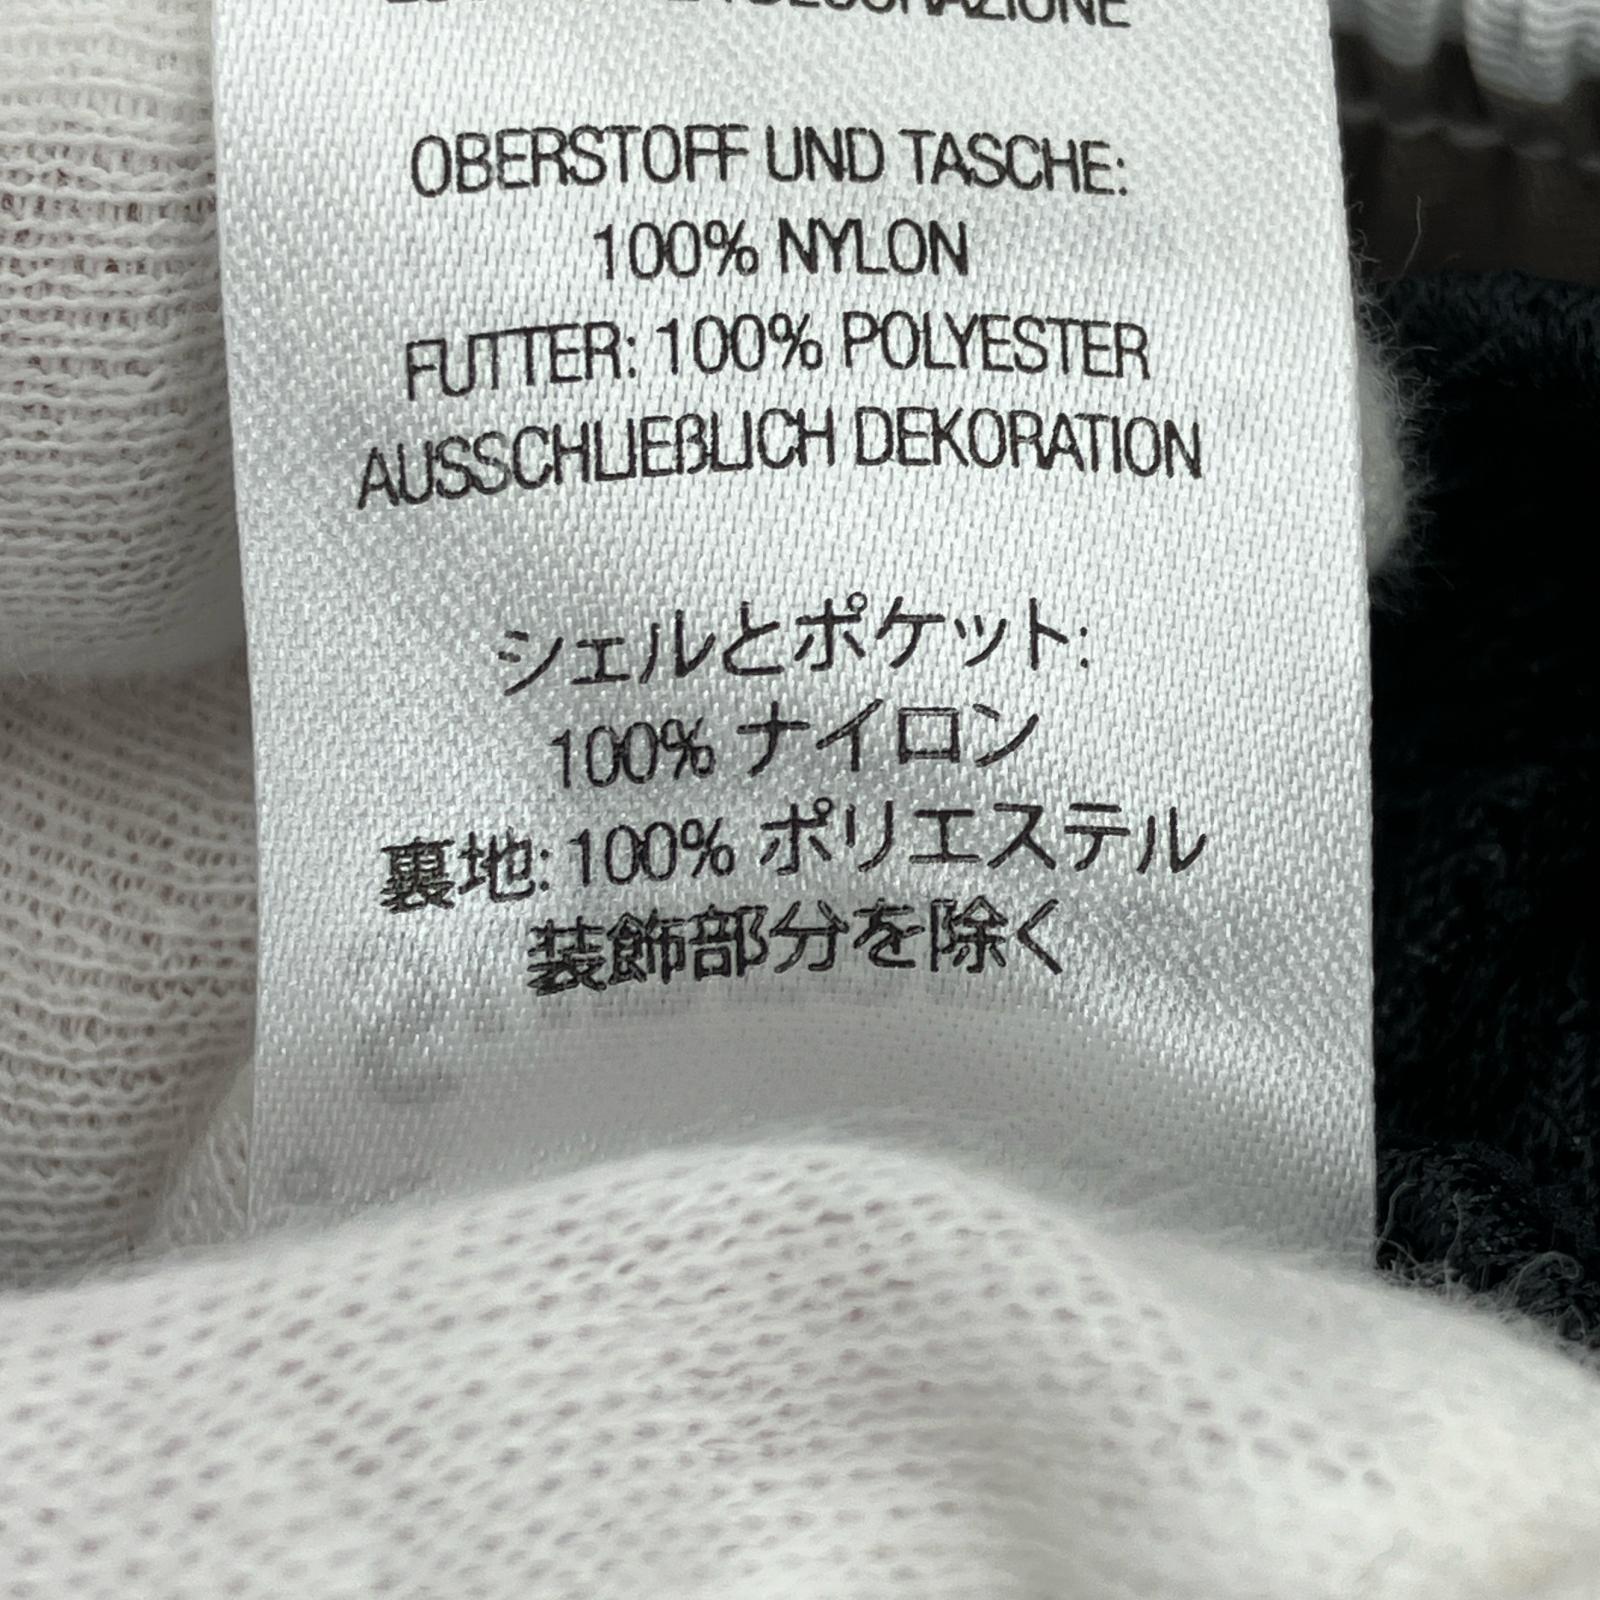 OBERSTOFF UND TASCHE:
100% NYLON
FUTTER: 100% POLYESTER
AUSSCHLIEßLICH DEKORATION
シェルとポケット:
100% ナイロン
裏地: 100% ポリエステル
装飾部分を除く